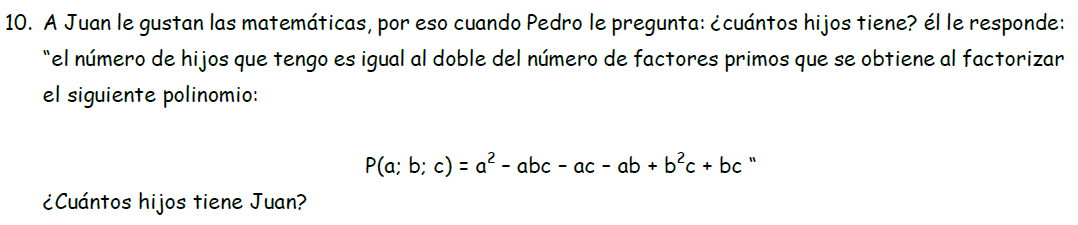 10. A Juan le gustan las matemáticas, por eso cuando Pedro le pregunta: ¿cuántos hijos tiene? él le responde:
“el número de hijos que tengo es igual al doble del número de factores primos que se obtiene al factorizar
el siguiente polinomio:
P(a; b; c) = a² - abc - ac - ab + b²c + bc “
¿Cuántos hijos tiene Juan?